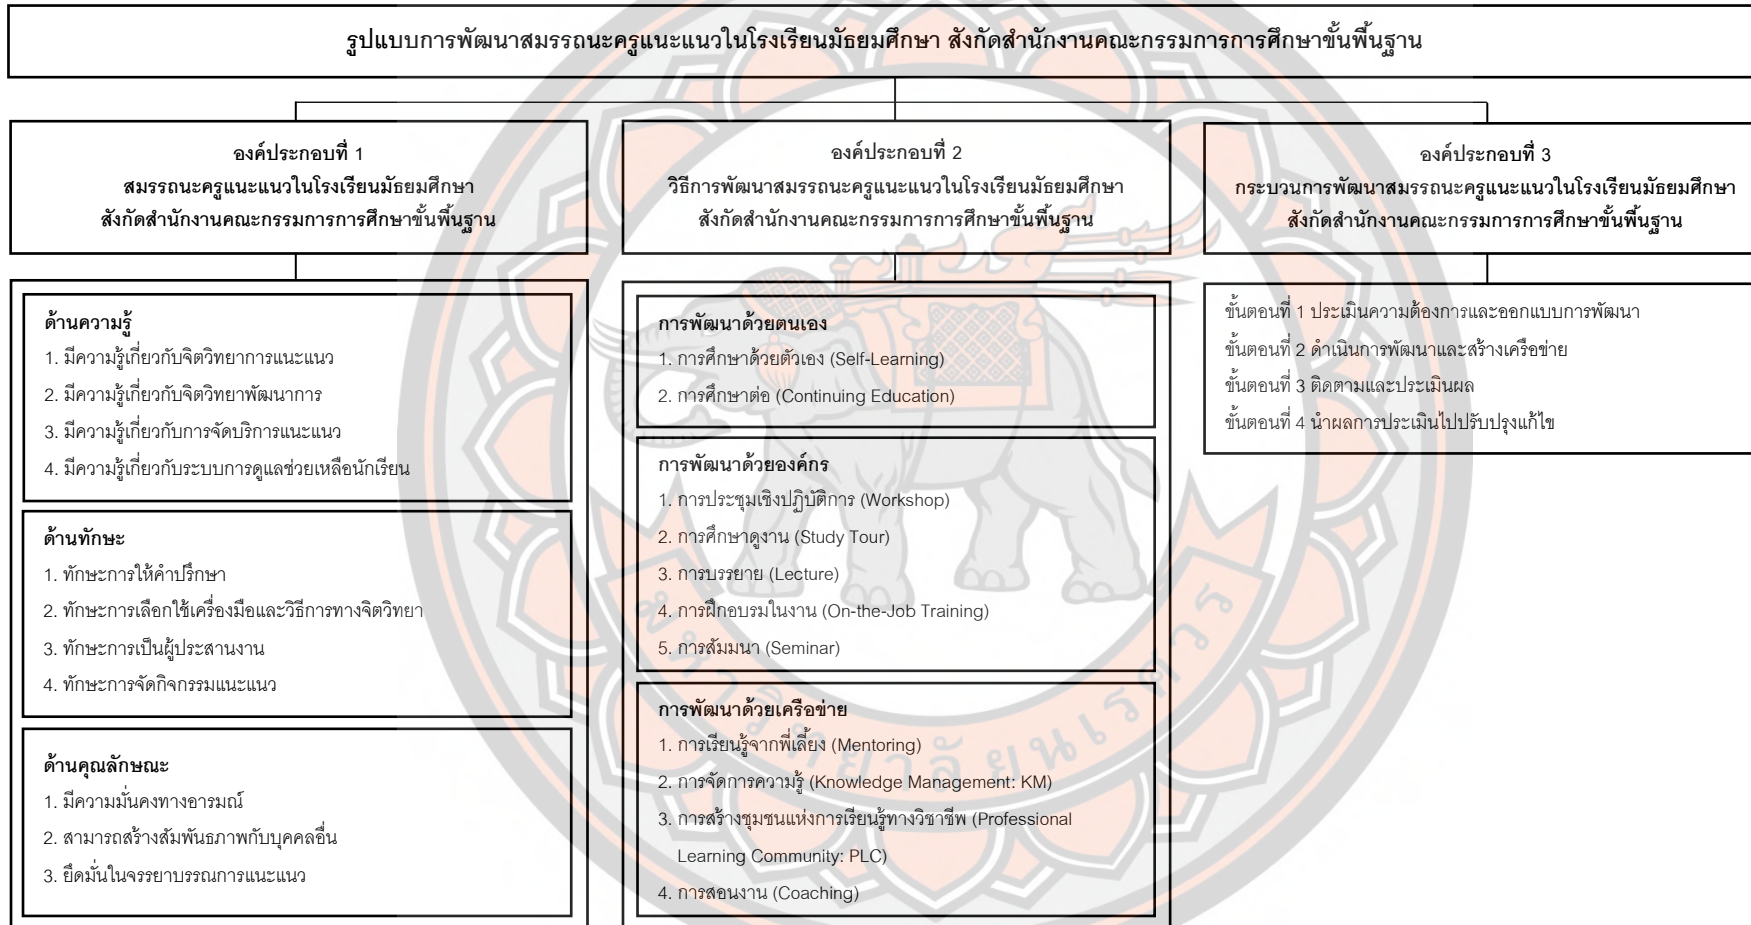 รูปแบบการพัฒนาสมรรถนะครูแนะแนวในโรงเรียนมัธยมศึกษา สังกัดสำนักงานคณะกรรมการการศึกษาขั้นพื้นฐาน
องค์ประกอบที่ 1
สมรรถนะครูแนะแนวในโรงเรียนมัธยมศึกษา
สังกัดสำนักงานคณะกรรมการการศึกษาขั้นพื้นฐาน
ด้านความรู้
1. มีความรู้เกี่ยวกับจิตวิทยาการแนะแนว
2. มีความรู้เกี่ยวกับจิตวิทยาพัฒนาการ
3. มีความรู้เกี่ยวกับการจัดบริการแนะแนว
4. มีความรู้เกี่ยวกับระบบการดูแลช่วยเหลือนักเรียน
ด้านทักษะ
1. ทักษะการให้คำปรึกษา
2. ทักษะการเลือกใช้เครื่องมือและวิธีการทางจิตวิทยา
3. ทักษะการเป็นผู้ประสานงาน
4. ทักษะการจัดกิจกรรมแนะแนว
ด้านคุณลักษณะ
1. มีความมั่นคงทางอารมณ์
2. สามารถสร้างสัมพันธภาพกับบุคคลอื่น
3. ยึดมั่นในจรรยาบรรณการแนะแนว
องค์ประกอบที่ 2
วิธีการพัฒนาสมรรถนะครูแนะแนวในโรงเรียนมัธยมศึกษา
สังกัดสำนักงานคณะกรรมการการศึกษาขั้นพื้นฐาน
การพัฒนาด้วยตนเอง
1. การศึกษาด้วยตัวเอง (Self-Learning)
2. การศึกษาต่อ (Continuing Education)
การพัฒนาด้วยองค์กร
1. การประชุมเชิงปฏิบัติการ (Workshop)
2. การศึกษาดูงาน (Study Tour)
3. การบรรยาย (Lecture)
4. การฝึกอบรมในงาน (On-the-Job Training)
5. การสัมมนา (Seminar)
การพัฒนาด้วยเครือข่าย
1. การเรียนรู้จากพี่เลี้ยง (Mentoring)
2. การจัดการความรู้ (Knowledge Management: KM)
3. การสร้างชุมชนแห่งการเรียนรู้ทางวิชาชีพ (Professional
Learning Community: PLC)
4. การสอนงาน (Coaching)
องค์ประกอบที่ 3
กระบวนการพัฒนาสมรรถนะครูแนะแนวในโรงเรียนมัธยมศึกษา
สังกัดสำนักงานคณะกรรมการการศึกษาขั้นพื้นฐาน
ขั้นตอนที่ 1 ประเมินความต้องการและออกแบบการพัฒนา
ขั้นตอนที่ 2 ดำเนินการพัฒนาและสร้างเครือข่าย
ขั้นตอนที่ 3 ติดตามและประเมินผล
ขั้นตอนที่ 4 นำผลการประเมินไปปรับปรุงแก้ไข
มหาวิทยาลัยนเรศวร